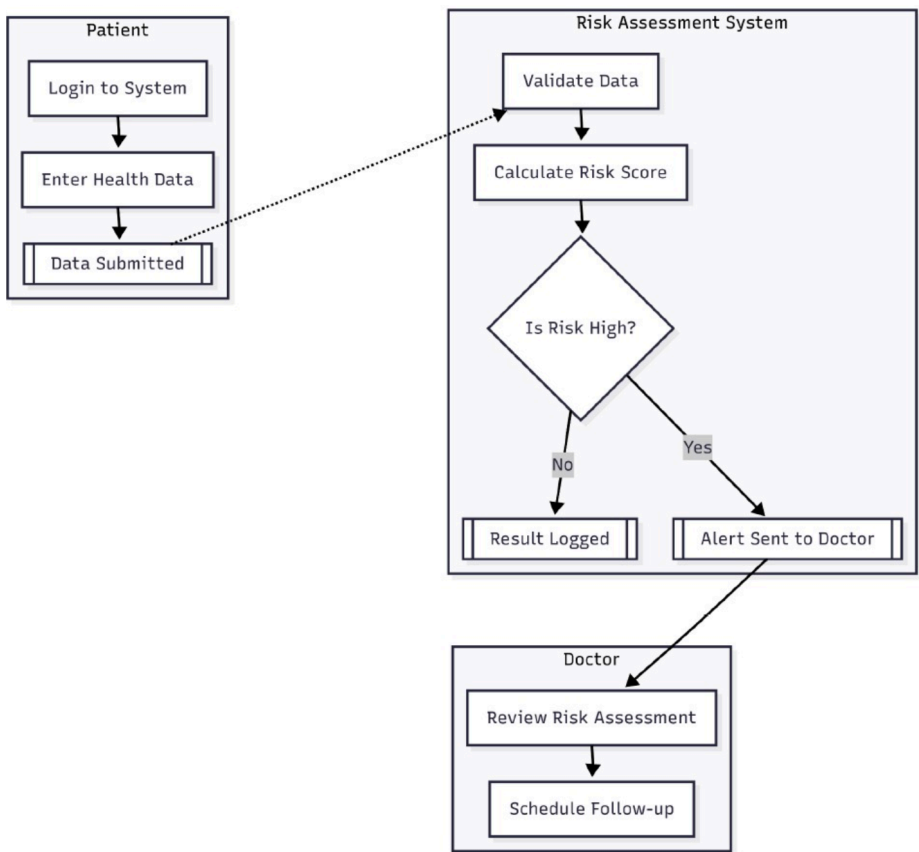 Patient
Login to System
Enter Health Data
Data Submitted
Risk Assessment System
Validate Data
Calculate Risk Score
Is Risk High?
No
Yes
Result Logged
Alert Sent to Doctor
Doctor
Review Risk Assessment
Schedule Follow-up